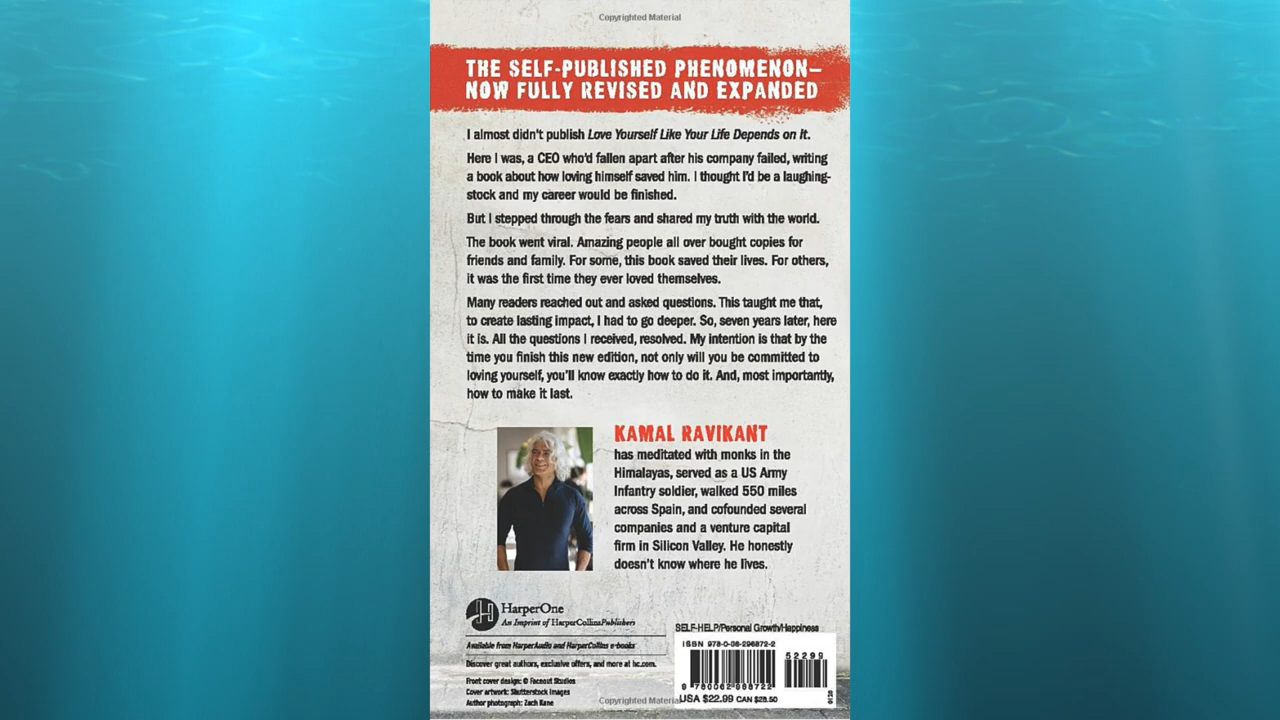 Copyrighted Material
THE SELF-PUBLISHED PHENOMENON—
NOW FULLY REVISED AND EXPANDED
I almost didn't publish Love Yourself Like Your Life Depends on It.
Here I was, a CEO who'd fallen apart after his company failed, writing
a book about how loving himself saved him. I thought I'd be a laughing-
stock and my career would be finished.
But I stepped through the fears and shared my truth with the world.
The book went viral. Amazing people all over bought copies for
friends and family. For some, this book saved their lives. For others,
it was the first time they ever loved themselves.
Many readers reached out and asked questions. This taught me that,
to create lasting impact, I had to go deeper. So, seven years later, here
it is. All the questions I received, resolved. My intention is that by the
time you finish this new edition, not only will you be committed to
loving yourself, you'll know exactly how to do it. And, most importantly,
how to make it last.
KAMAL RAVIKANT
has meditated with monks in the
Himalayas, served as a US Army
Infantry soldier, walked 550 miles
across Spain, and cofounded several
companies and a venture capital
firm in Silicon Valley. He honestly
doesn't know where he lives.
HarperOne
An Imprint of HarperCollinsPublishers
Available from HarperAudio and HarperCollins e-books
Discover great authors, exclusive offers, and more at hc.com.
Front cover design: © Faceout Studios
Cover artwork: Shutterstock Images
Author photograph: Zach Kane
SELF-HELP/Personal Growth/Happiness
ISBN 978-0-06-296872-2
52299
9 780062 968722
USA $22.99 CAN $28.50
Copyrighted Material